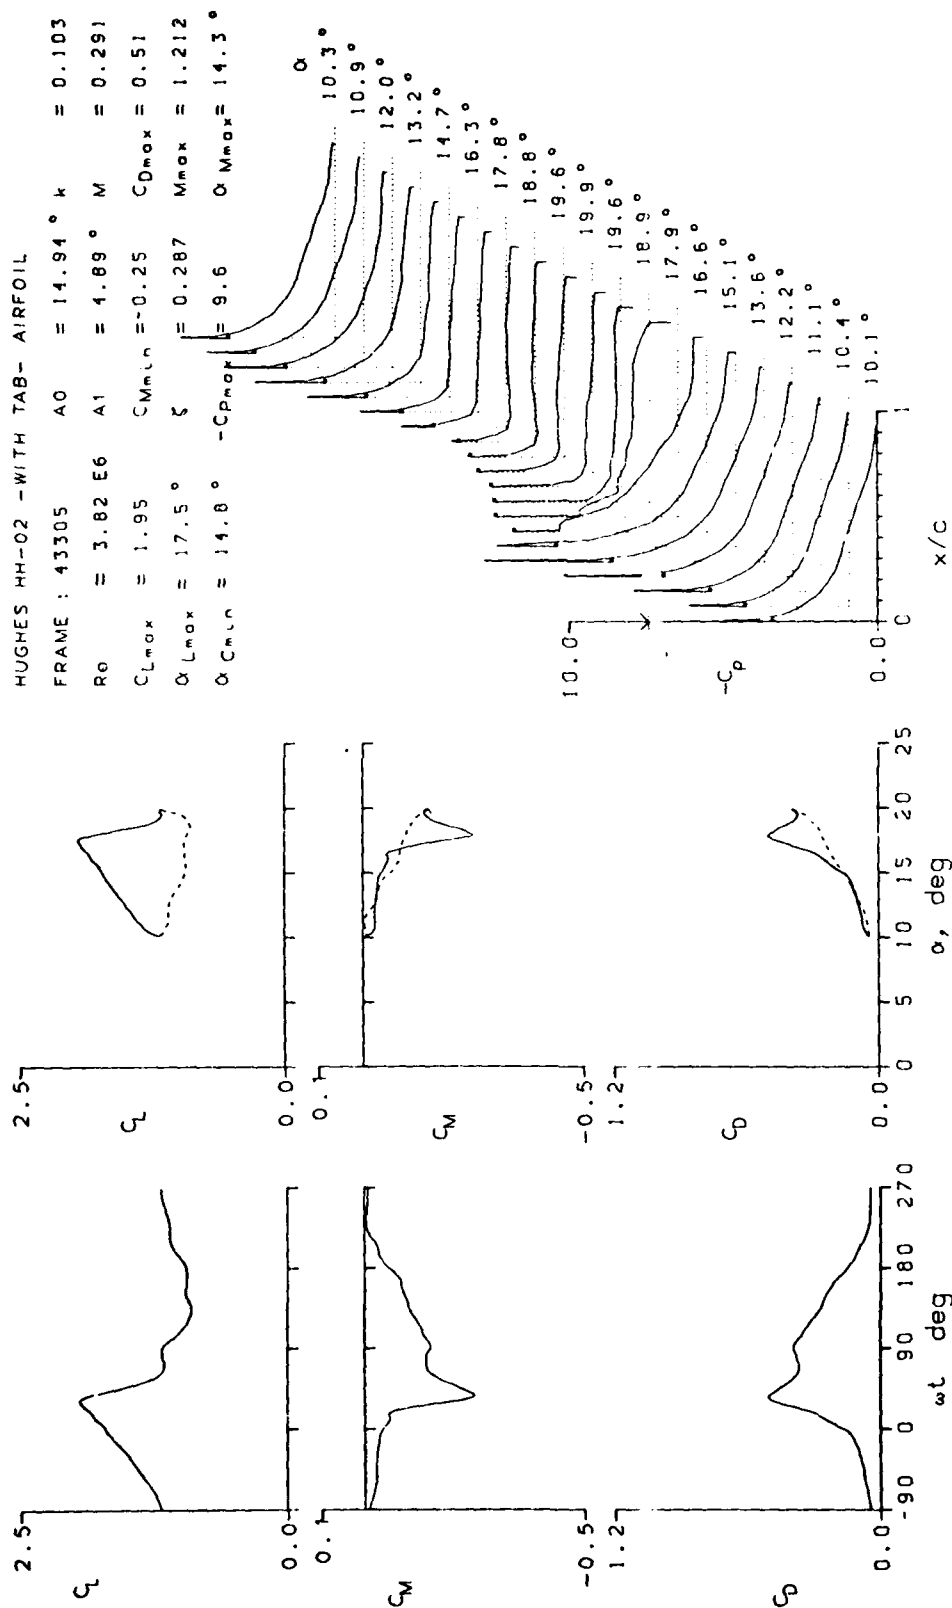 HUGHES HH-02 -WITH TAB- AIRFOIL
FRAME : 43305 A0 = 14.94 ° k = 0.103
Re = 3.82 E6 A1 = 4.89 ° M = 0.291
CLmax = 1.95 CMmin =-0.25 CDmax = 0.51
αLmax = 17.5 ° ζ = 0.287 Mmax = 1.212
αCmin = 14.8 ° -CPmax = 9.6 αMmax = 14.3 °
2.5
CL
0.0
0.1
CM
-0.5
1.2
CD
0.0
-90 0 90 180 270
ωt deg
2.5
CL
0.0
0.1
CM
-0.5
1.2
CD
0.0
0 5 10 15 20 25
α, deg
α
10.3 °
10.9 °
12.0 °
13.2 °
14.7 °
16.3 °
17.8 °
18.8 °
19.6 °
19.9 °
19.6 °
18.9 °
17.9 °
16.6 °
15.1 °
13.6 °
12.2 °
11.1 °
10.4 °
10.1 °
10.0
-Cp
0.0
0 1
x/c